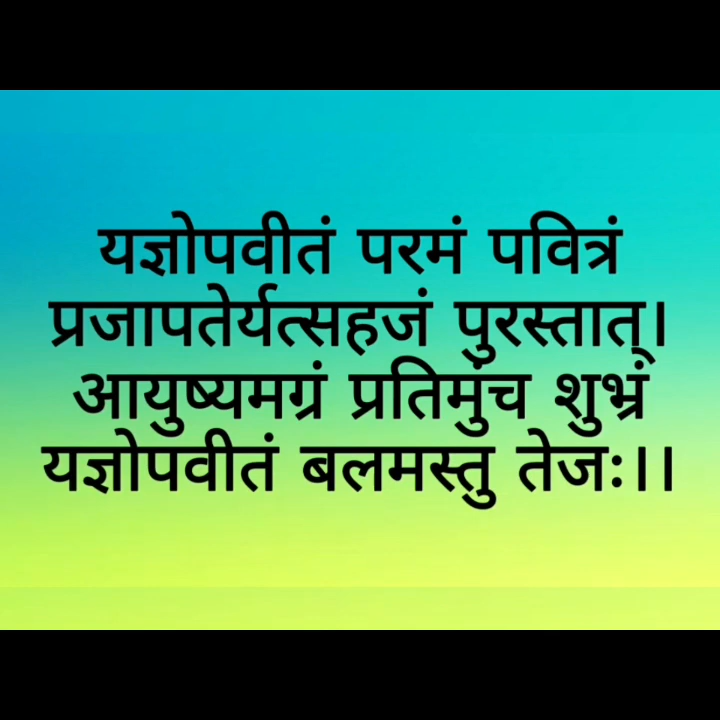 यज्ञोपवीतं परमं पवित्रं
प्रजापतेर्यत्सहजं पुरस्तात्।
आयुष्यमग्रं प्रतिमुंच शुभ्रं
यज्ञोपवीतं बलमस्तु तेजः।।